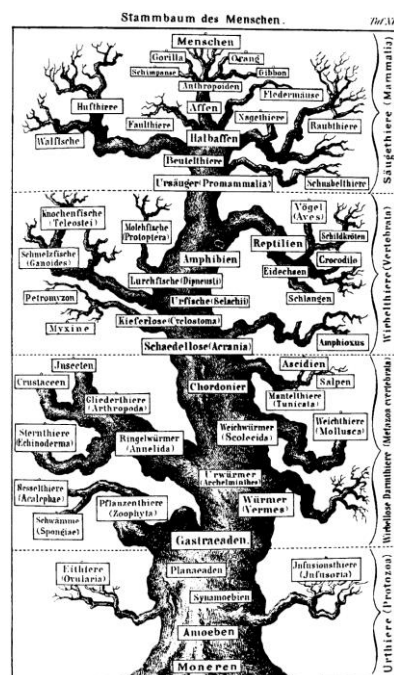 Stammbaum des Menschen.
Menschen
Gorilla
Orang
Schimpanse
Gibbon
Anthropoiden
Fledermäuse
Affen
Hufthiere
Faulthiere
Nagethiere
Raubthiere
Walfische
Halbaffen
Beutelthiere
Ursäuger (Promammalia)
Schnabelthiere
Säugethiere (Mammalia)
Knochenfische
(Teleostei)
Molchfische
(Protoptera)
Vögel
(Aves)
Schildkröten
Schmelzfische
(Ganoides)
Amphibien
Reptilien
Crocodile
Eidechsen
Lurchfische (Dipneusti)
Schlangen
Petromyzon
Urfische (Selachii)
Kieferlose (Cyclostoma)
Myxine
Amphioxus
Schaedellose (Acrania)
Wirbelthiere (Vertebrata)
Insecten
Ascidien
Crustaceen
Chordonier
Salpen
Gliederthiere
(Arthropoda)
Mantelthiere
(Tunicata)
Sternthiere
(Echinoderma)
Ringelwürmer
(Annelida)
Weichwürmer
(Scolecida)
Weichthiere
(Mollusca)
Urwürmer
(Archelminthes)
Nesselthiere
(Acalephae)
Pflanzenthiere
(Zoophyta)
Würmer
(Vermes)
Schwämme
(Spongiae)
Gastraeaden.
Wirbellose Darmthiere (Metazoa evertebrata)
Planaeaden
Eithiere
(Ovularia)
Infusionsthiere
(Infusoria)
Synamoebien
Amoeben
Moneren
Urthiere (Protozoa)